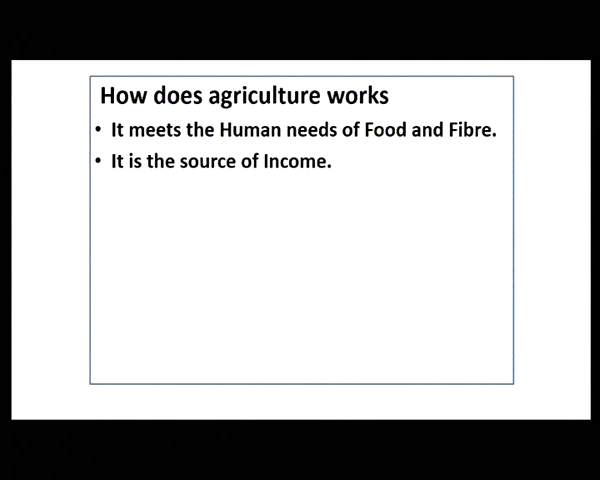 How does agriculture works
• It meets the Human needs of Food and Fibre.
• It is the source of Income.